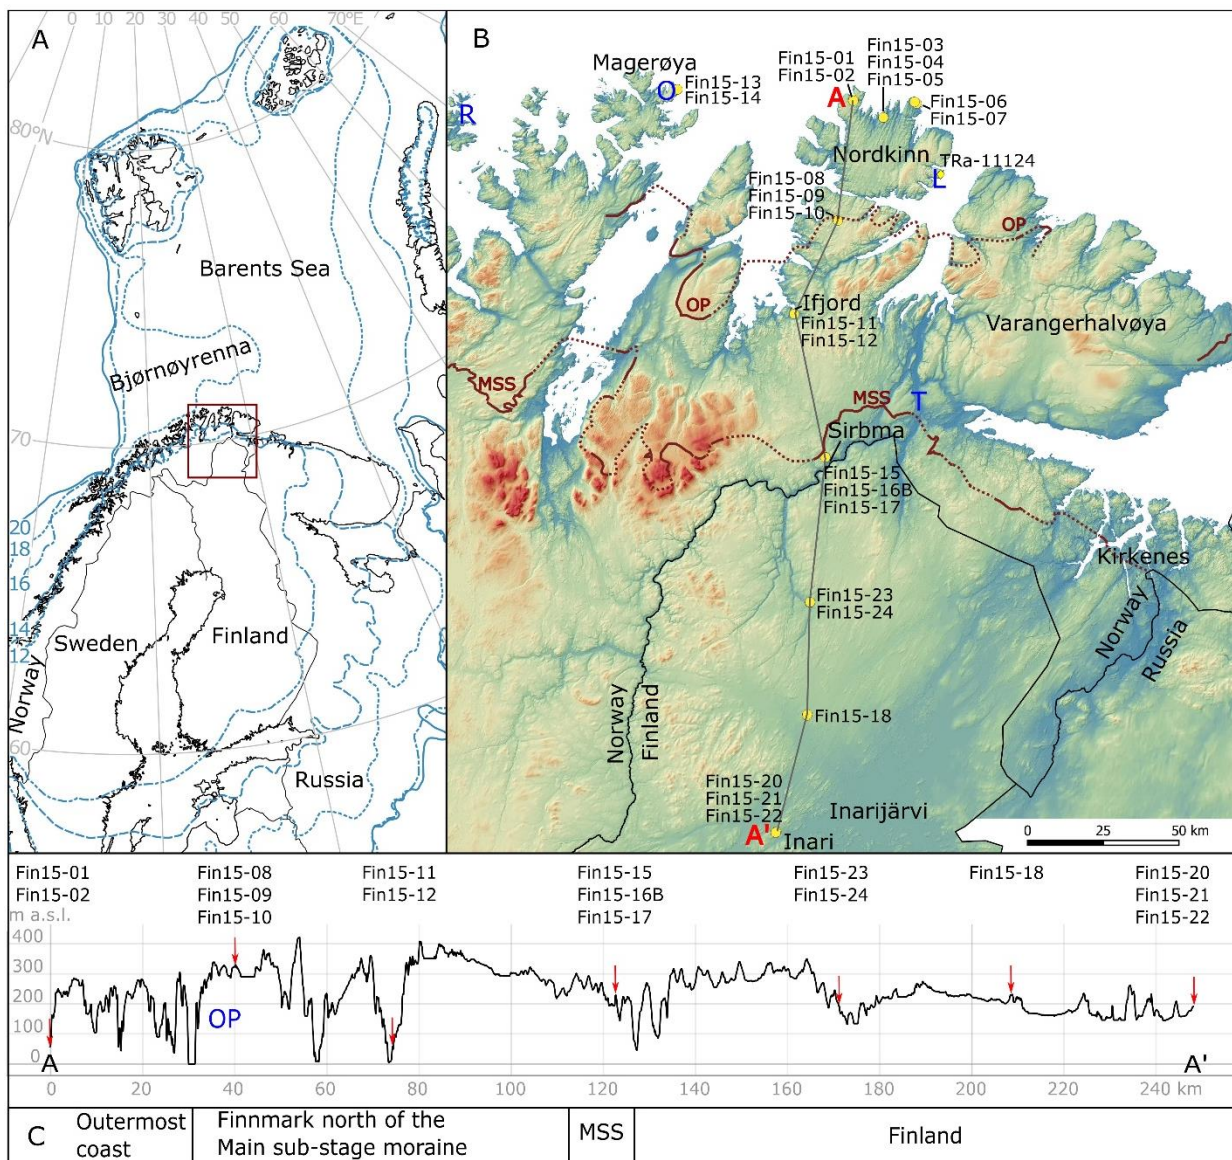 A
0 10 20 30 40 50 60 70°E
80°N
Barents Sea
Bjørnøyrenna
70
20
18
16
14
12
Sweden
Finland
Norway
60
Russia
B
Magerøya
O
Fin15-13
Fin15-14
R
A
Fin15-01
Fin15-02
Fin15-03
Fin15-04
Fin15-05
Fin15-06
Fin15-07
Nordkinn
TRa-11124
L
Fin15-08
Fin15-09
Fin15-10
OP
OP
Ifjord
Fin15-11
Fin15-12
Varangerhalvøya
MSS
MSS
T
Sirbma
Fin15-15
Fin15-16B
Fin15-17
Kirkenes
Fin15-23
Fin15-24
Norway
Russia
Norway
Finland
Fin15-18
Fin15-20
Fin15-21
Fin15-22
A'
Inari
Inarijärvi
0 25 50 km
Fin15-01 Fin15-08 Fin15-11 Fin15-15 Fin15-23 Fin15-18 Fin15-20
Fin15-02 Fin15-09 Fin15-12 Fin15-16B Fin15-24 Fin15-21
Fin15-10 Fin15-17 Fin15-22
m a.s.l.
400
300
200
100
0
OP
A
A'
0 20 40 60 80 100 120 140 160 180 200 220 240 km
C
Outermost
coast
Finnmark north of the
Main sub-stage moraine
MSS
Finland